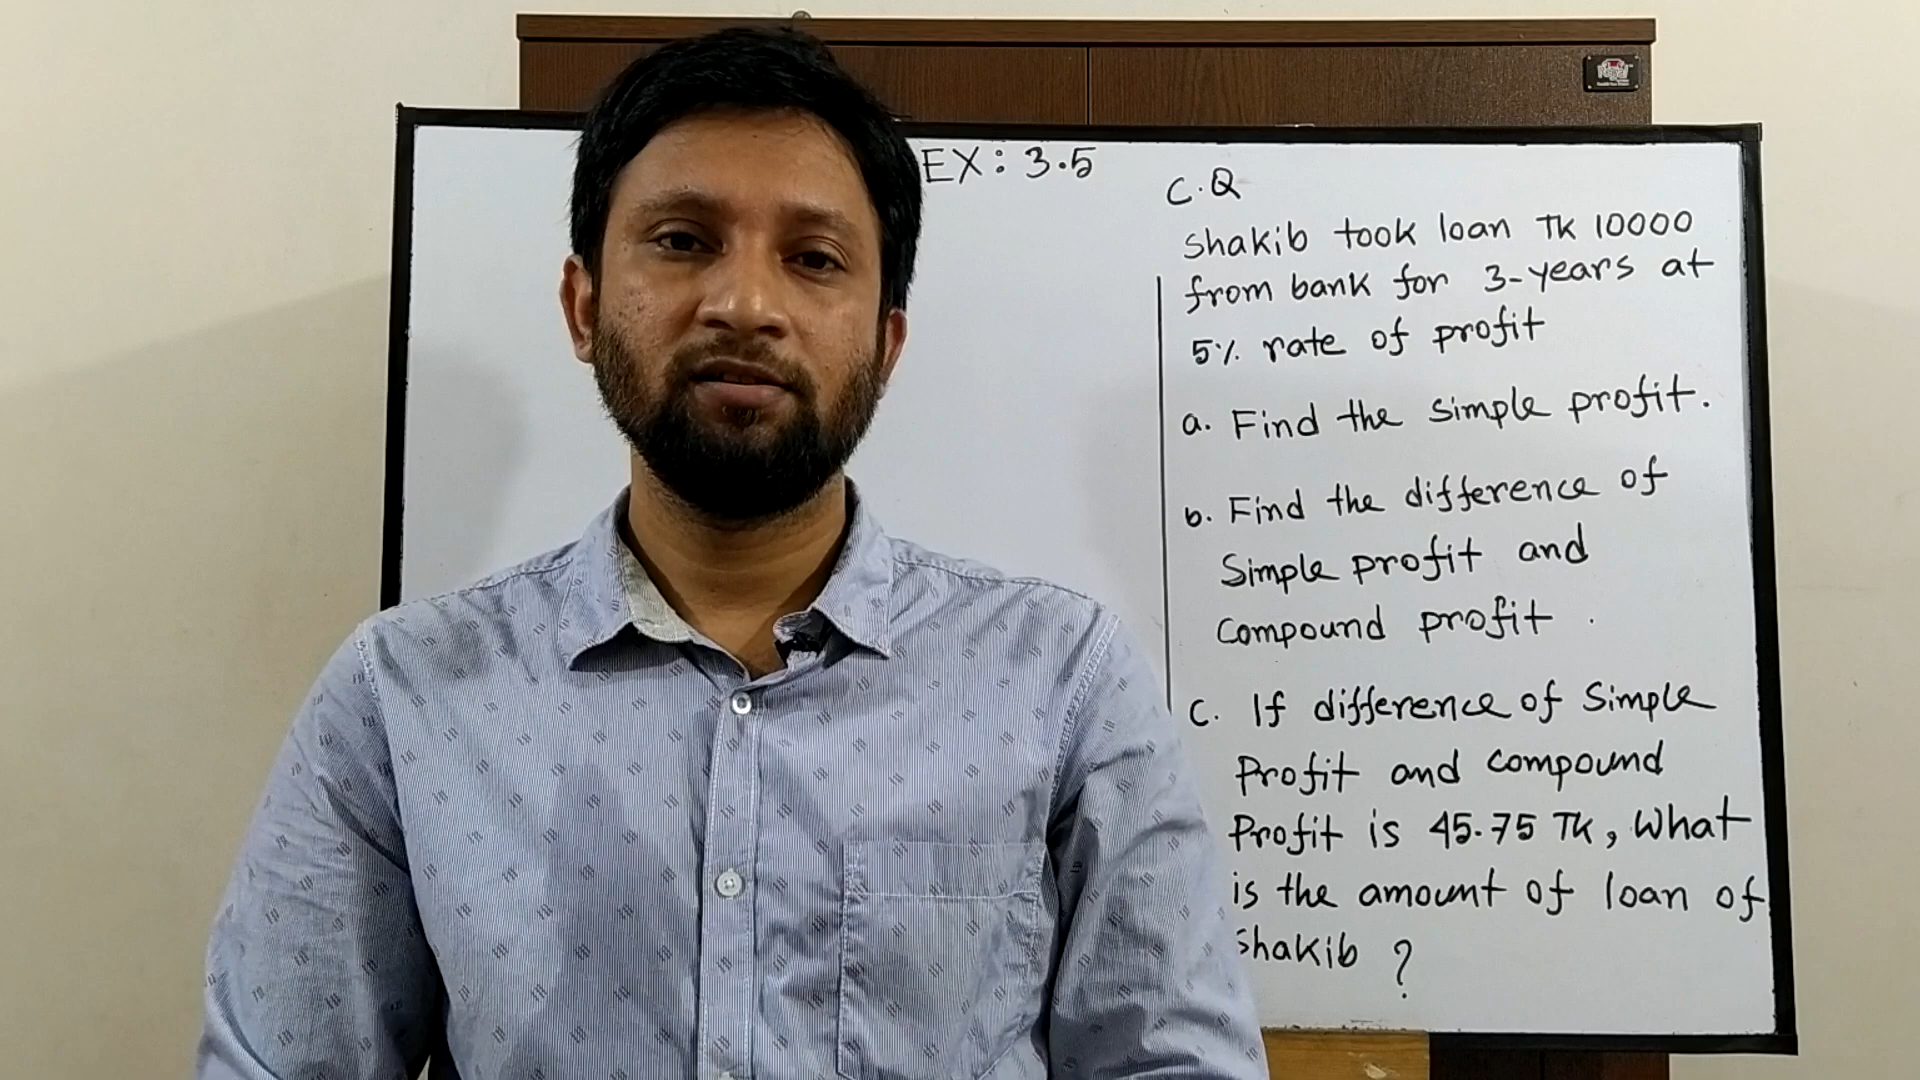 EX: 3.5
C.Q
Shakib took loan TK 10000
from bank for 3-years at
5% rate of profit
a. Find the simple profit.
b. Find the difference of
Simple profit and
Compound profit.
C. If difference of Simple
Profit and compound
Profit is 45.75 TK, What
is the amount of loan of
Shakib ?
Regal